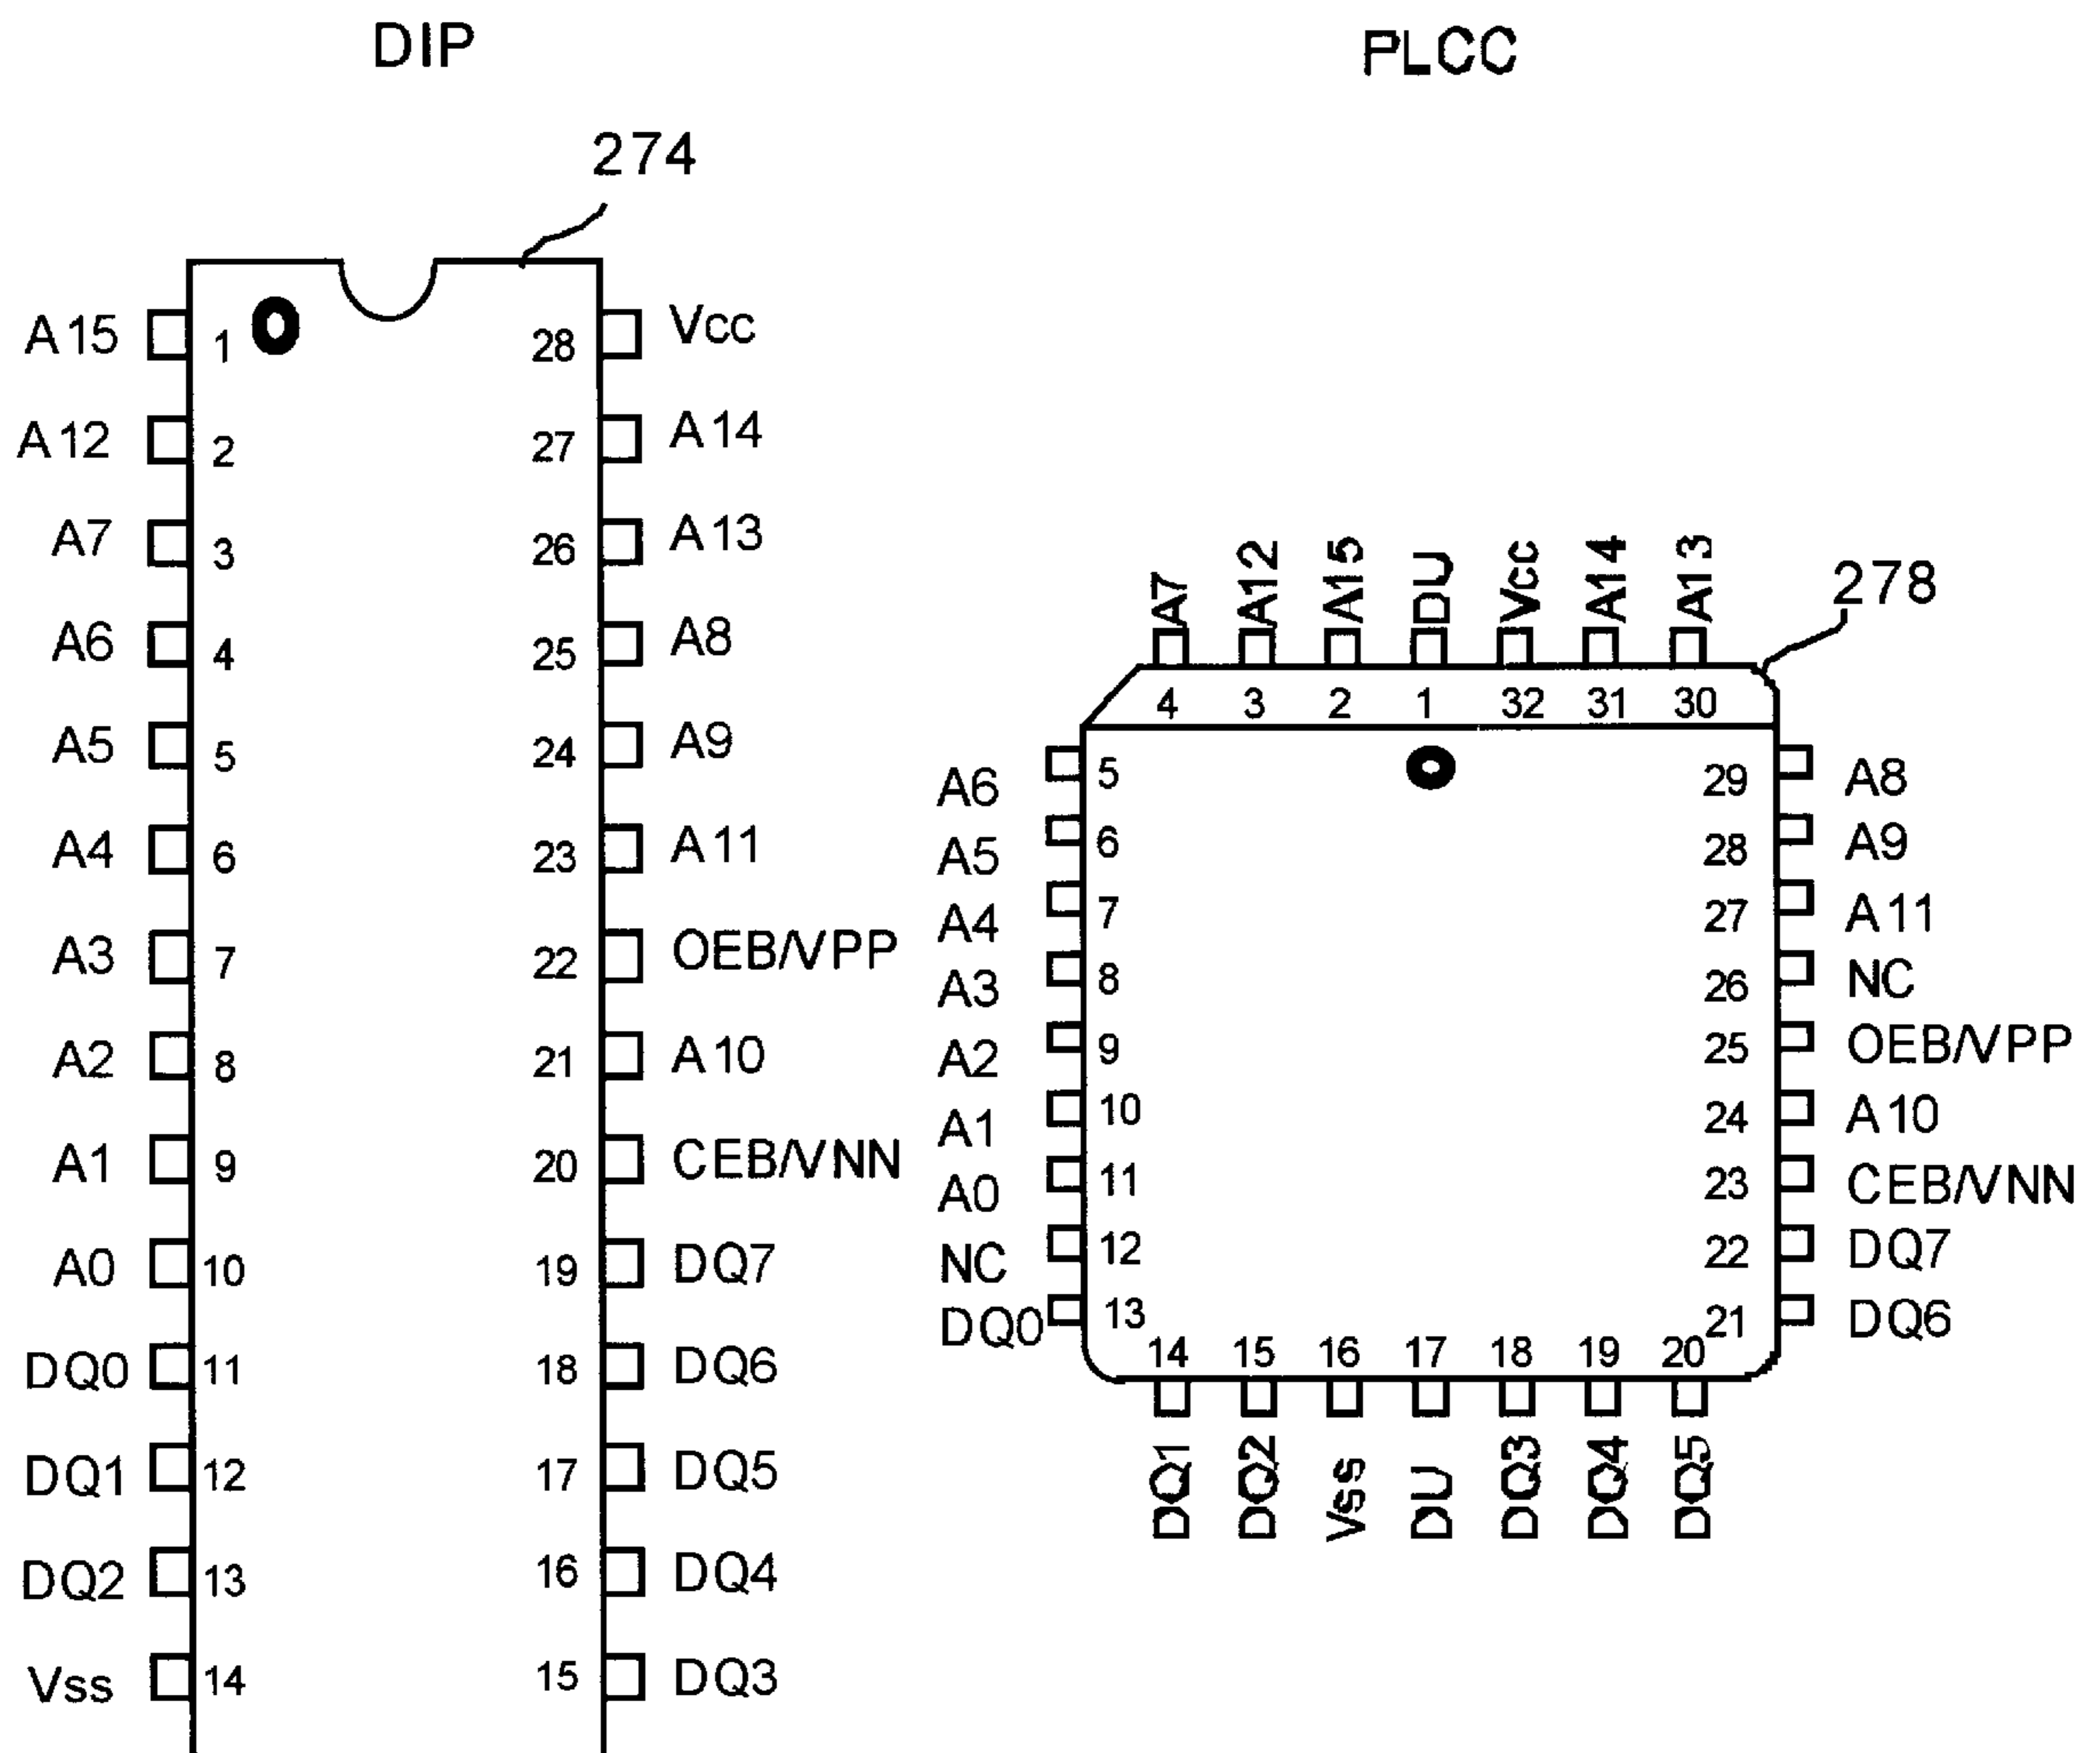 DIP
274
A15 1 28 Vcc
A12 2 27 A14
A7 3 26 A13
A6 4 25 A8
A5 5 24 A9
A4 6 23 A11
A3 7 22 OEB/VPP
A2 8 21 A10
A1 9 20 CEB/VNN
A0 10 19 DQ7
DQ0 11 18 DQ6
DQ1 12 17 DQ5
DQ2 13 16 DQ4
Vss 14 15 DQ3
PLCC
278
A7 A12 A15 DU Vcc A14 A13
4 3 2 1 32 31 30
A6 5 29 A8
A5 6 28 A9
A4 7 27 A11
A3 8 26 NC
A2 9 25 OEB/VPP
A1 10 24 A10
A0 11 23 CEB/VNN
NC 12 22 DQ7
DQ0 13 21 DQ6
14 15 16 17 18 19 20
DQ1 DQ2 Vss DU DQ3 DQ4 DQ5